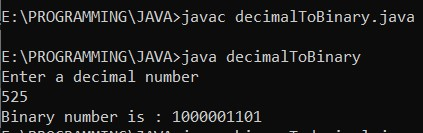 E:\PROGRAMMING\JAVA>javac decimalToBinary.java
E:\PROGRAMMING\JAVA>java decimalToBinary
Enter a decimal number
525
Binary number is : 1000001101